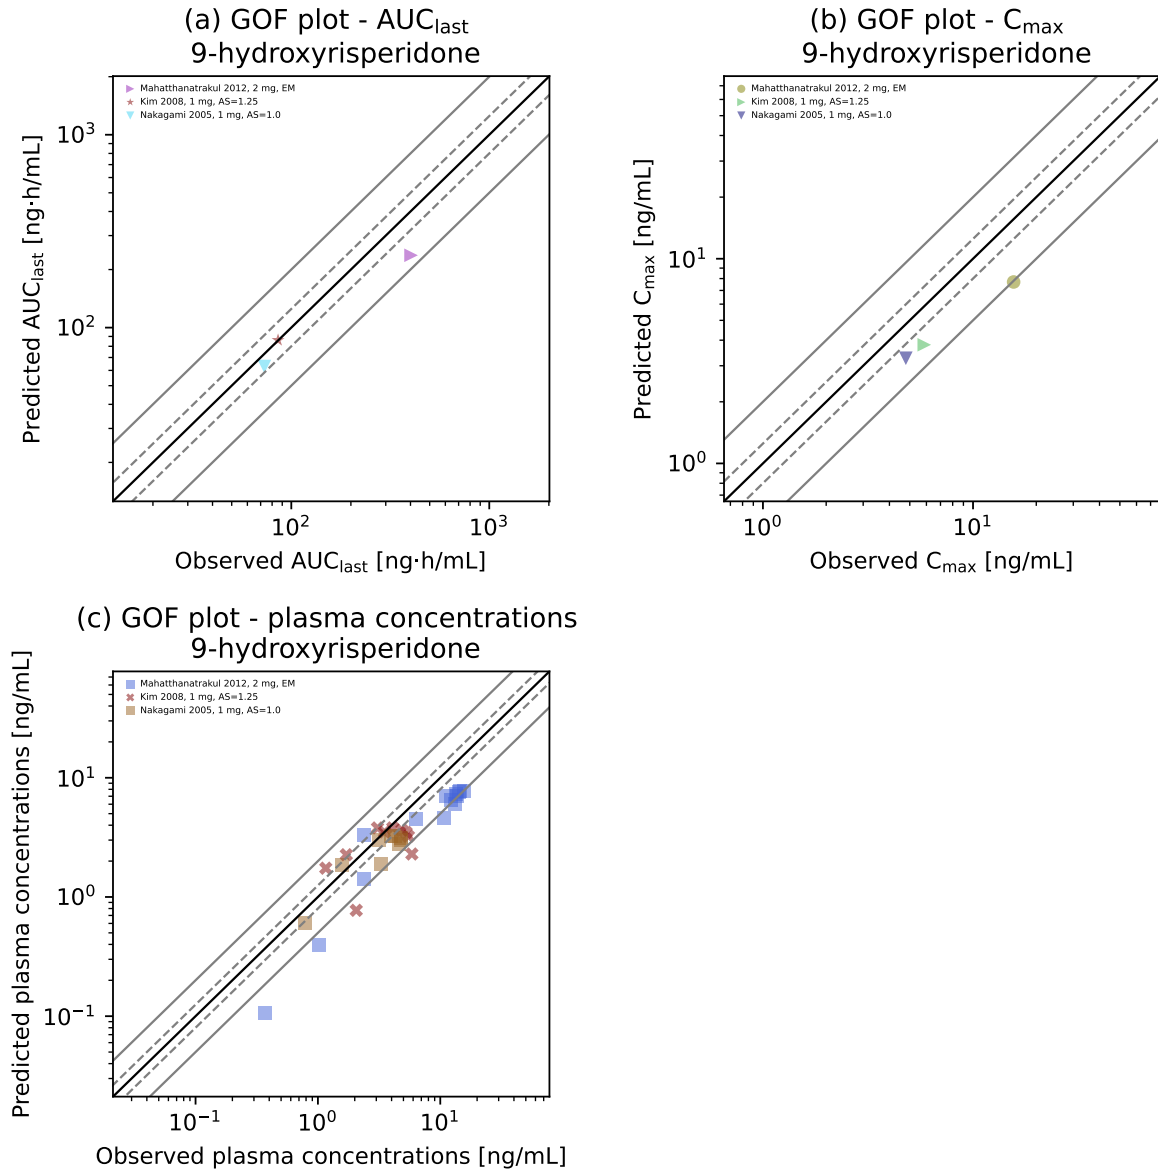 (a) GOF plot - AUClast
9-hydroxyrisperidone
Mahatthanatrakul 2012, 2 mg, EM
Kim 2008, 1 mg, AS=1.25
Nakagami 2005, 1 mg, AS=1.0
10³
10²
Predicted AUClast [ng·h/mL]
10² 10³
Observed AUClast [ng·h/mL]
(b) GOF plot - Cmax
9-hydroxyrisperidone
Mahatthanatrakul 2012, 2 mg, EM
Kim 2008, 1 mg, AS=1.25
Nakagami 2005, 1 mg, AS=1.0
10¹
10⁰
Predicted Cmax [ng/mL]
10⁰ 10¹
Observed Cmax [ng/mL]
(c) GOF plot - plasma concentrations
9-hydroxyrisperidone
Mahatthanatrakul 2012, 2 mg, EM
Kim 2008, 1 mg, AS=1.25
Nakagami 2005, 1 mg, AS=1.0
10¹
10⁰
10⁻¹
Predicted plasma concentrations [ng/mL]
10⁻¹ 10⁰ 10¹
Observed plasma concentrations [ng/mL]